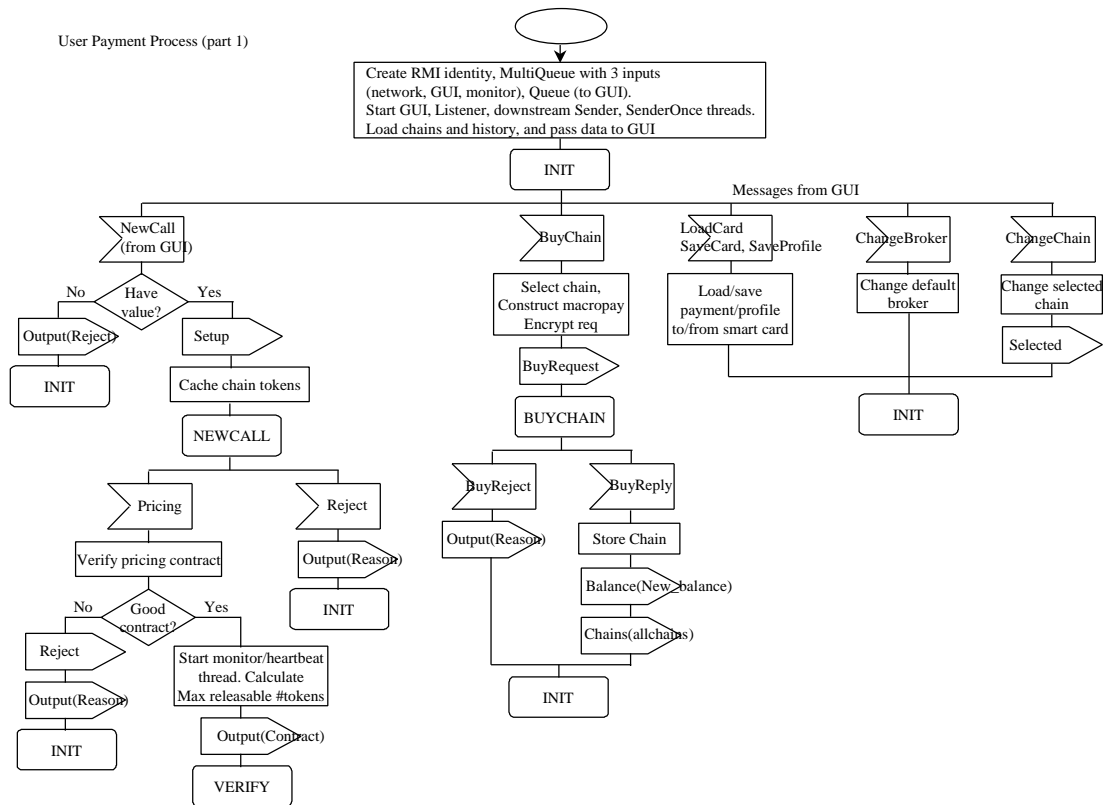 User Payment Process (part 1)
Create RMI identity, MultiQueue with 3 inputs
(network, GUI, monitor), Queue (to GUI).
Start GUI, Listener, downstream Sender, SenderOnce threads.
Load chains and history, and pass data to GUI
INIT
Messages from GUI
NewCall
(from GUI)
BuyChain
LoadCard
SaveCard, SaveProfile
ChangeBroker
ChangeChain
No
Have
value?
Yes
Select chain,
Construct macropay
Encrypt req
Load/save
payment/profile
to/from smart card
Change default
broker
Change selected
chain
Output(Reject)
Setup
Selected
INIT
Cache chain tokens
BuyRequest
NEWCALL
BUYCHAIN
INIT
Pricing
Reject
BuyReject
BuyReply
Verify pricing contract
Output(Reason)
Output(Reason)
Store Chain
No
Good
contract?
Yes
INIT
Balance(New_balance)
Reject
Start monitor/heartbeat
thread. Calculate
Max releasable #tokens
Chains(allchains)
Output(Reason)
INIT
INIT
Output(Contract)
VERIFY